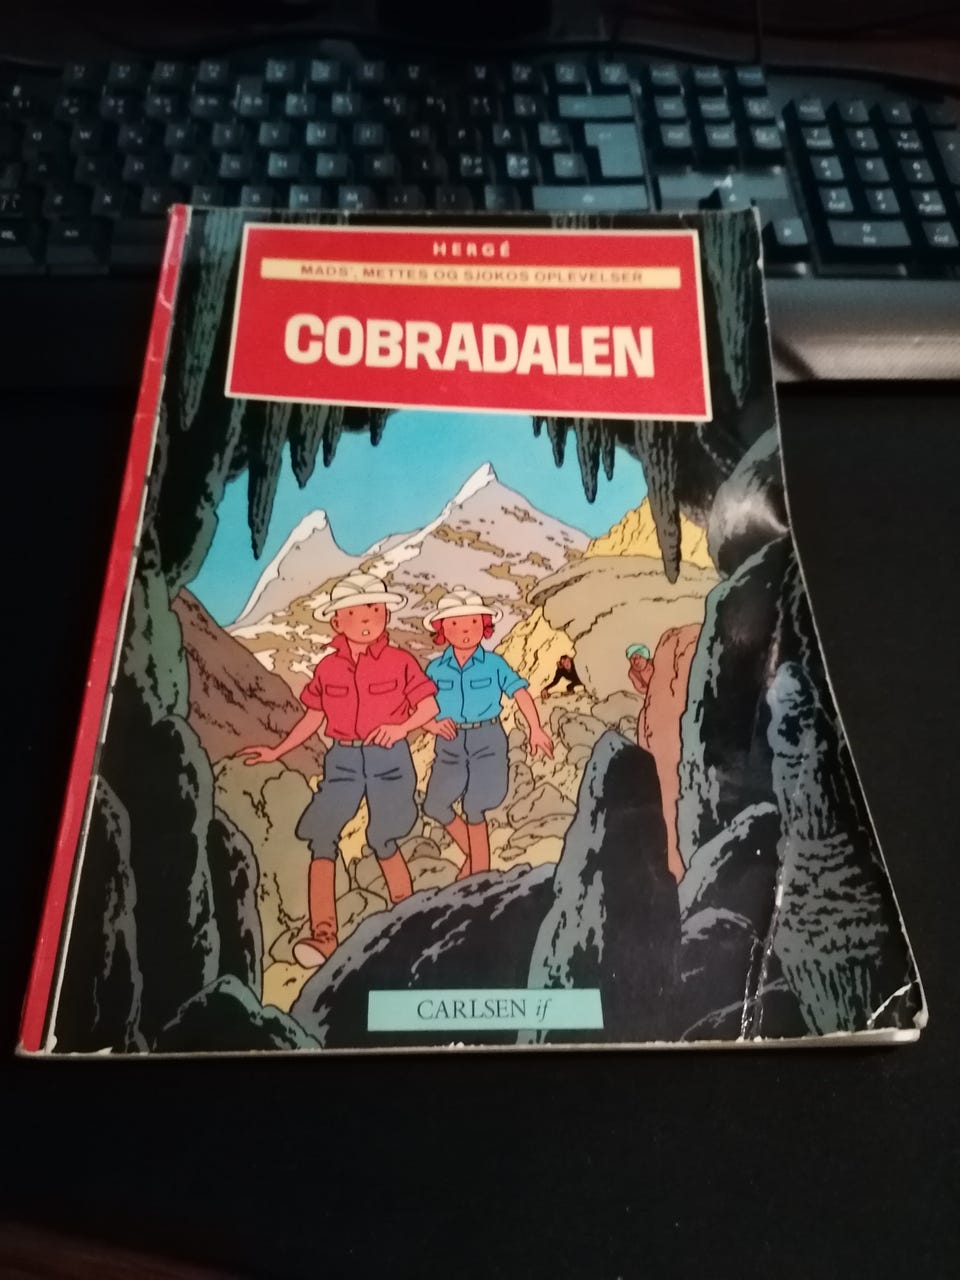 HERGÉ
MADS', METTES OG SJOKOS OPLEVELSER
COBRADALEN
CARLSEN if